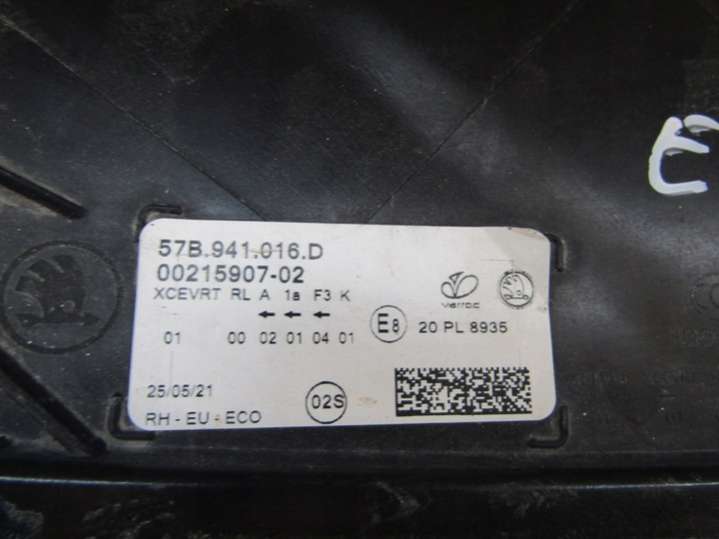 57B.941.016.D
00215907-02
XCEVRT RL A 1a F3 K
01 00 02 01 04 01
varroc
E8 20 PL 8935
25/05/21
RH - EU - ECO
02S